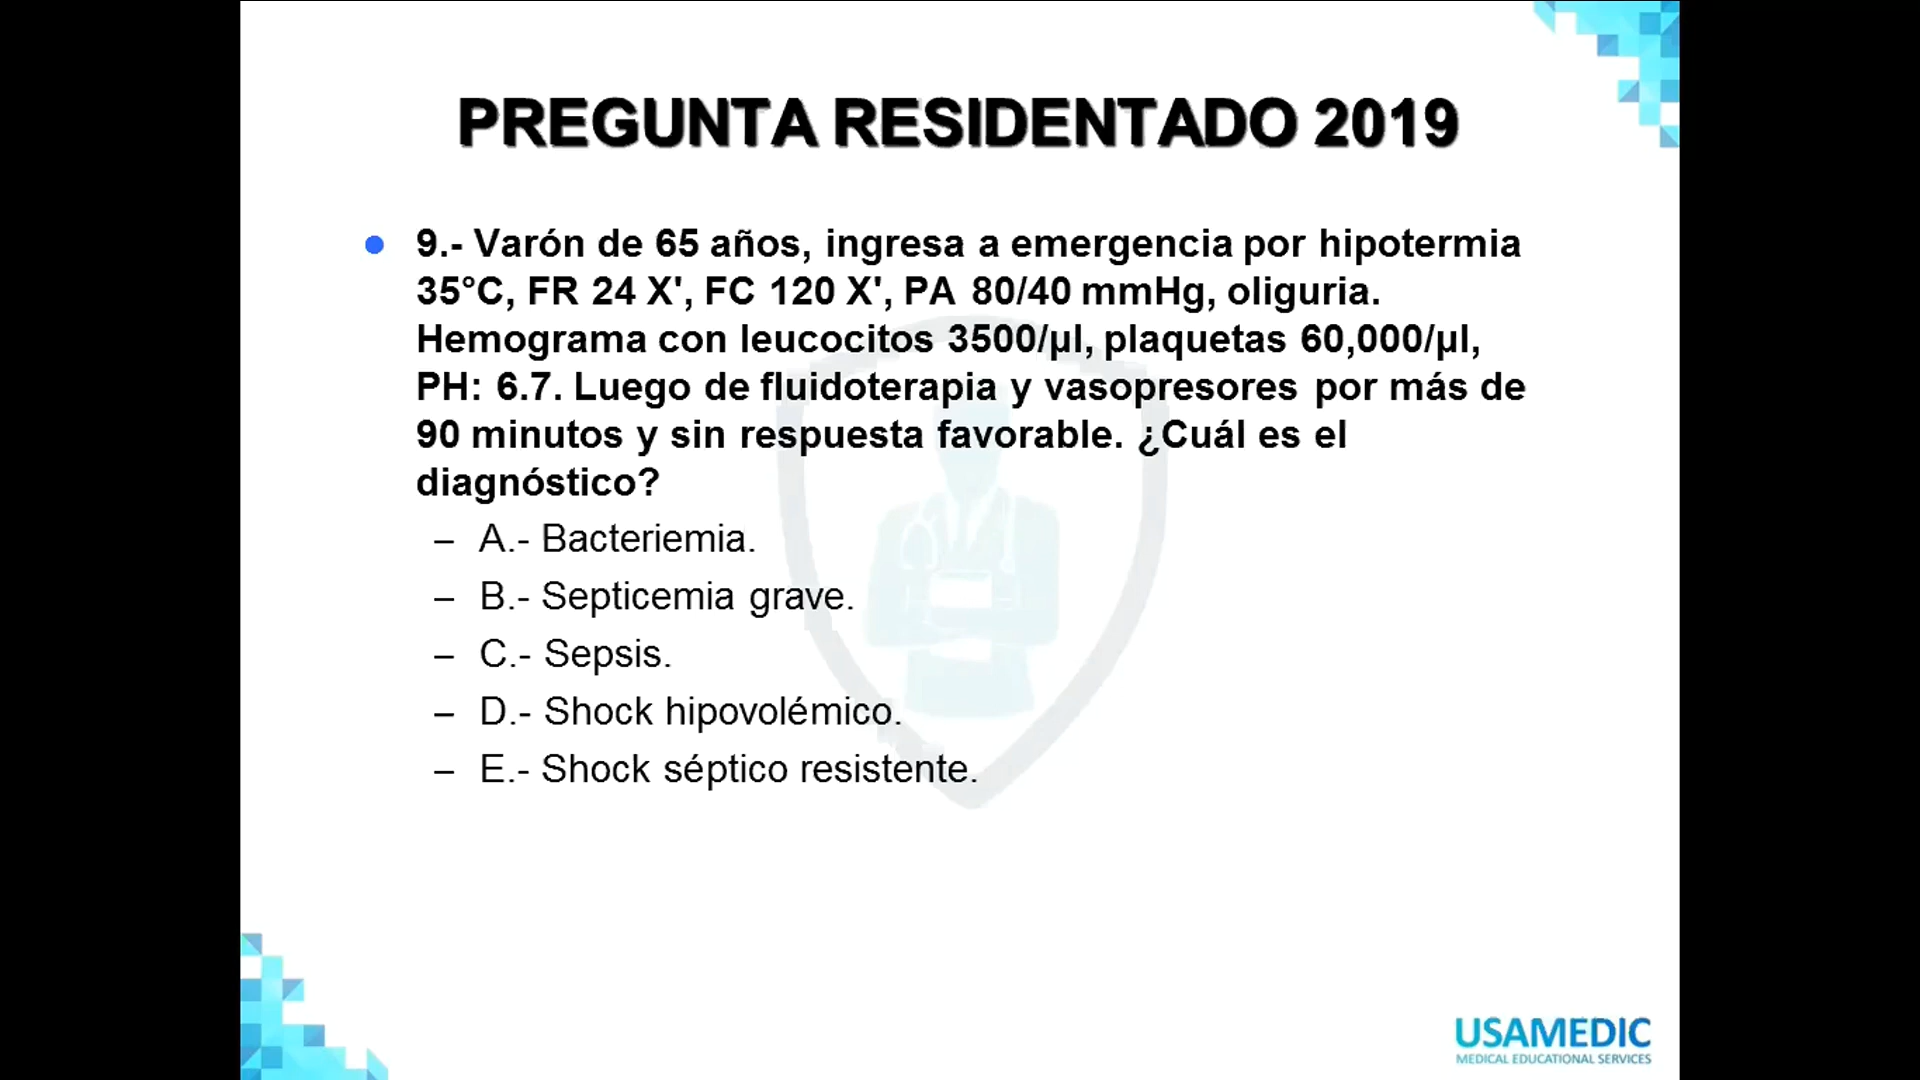 PREGUNTA RESIDENTADO 2019
● 9.- Varón de 65 años, ingresa a emergencia por hipotermia
35°C, FR 24 X', FC 120 X', PA 80/40 mmHg, oliguria.
Hemograma con leucocitos 3500/µl, plaquetas 60,000/µl,
PH: 6.7. Luego de fluidoterapia y vasopresores por más de
90 minutos y sin respuesta favorable. ¿Cuál es el
diagnóstico?
– A.- Bacteriemia.
– B.- Septicemia grave.
– C.- Sepsis.
– D.- Shock hipovolémico.
– E.- Shock séptico resistente.
USAMEDIC
MEDICAL EDUCATIONAL SERVICES